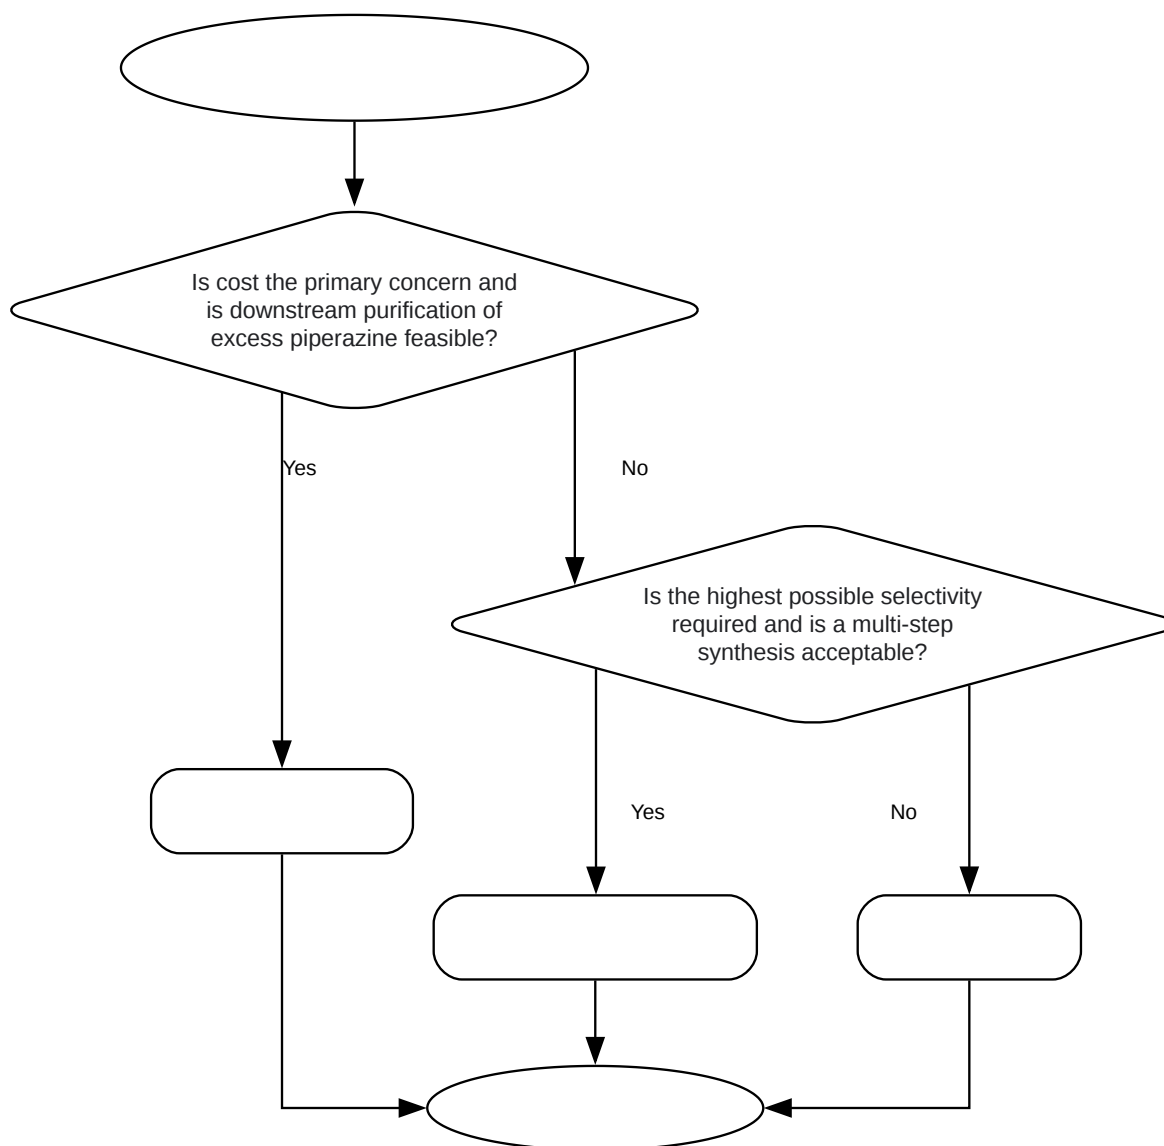 Is cost the primary concern and
is downstream purification of
excess piperazine feasible?
Yes
No
Is the highest possible selectivity
required and is a multi-step
synthesis acceptable?
Yes
No